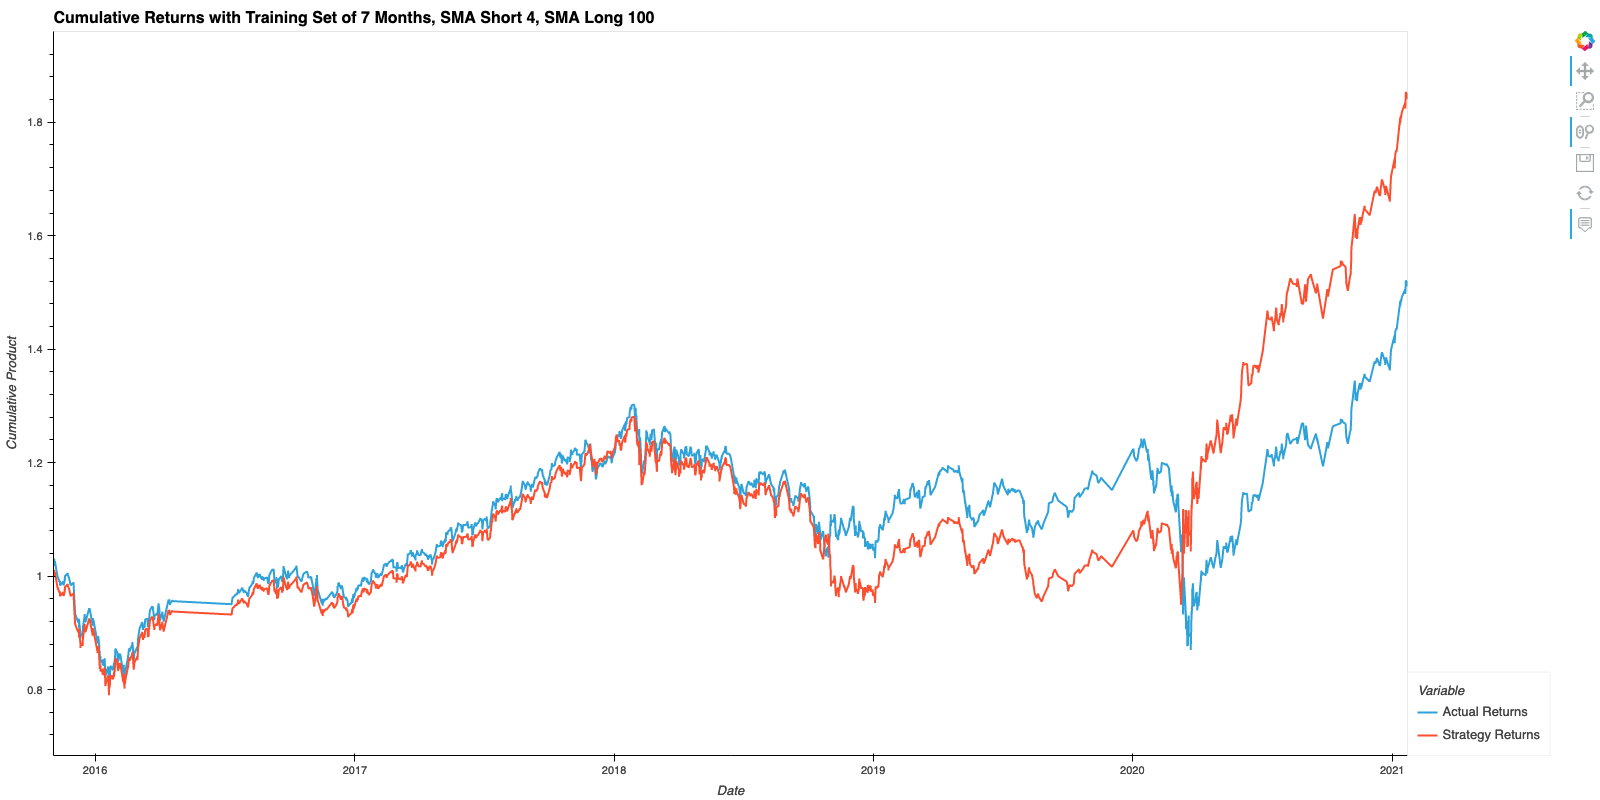 Cumulative Returns with Training Set of 7 Months, SMA Short 4, SMA Long 100
Cumulative Product
1.8
1.6
1.4
1.2
1
0.8
2016
2017
2018
2019
2020
2021
Date
Variable
Actual Returns
Strategy Returns